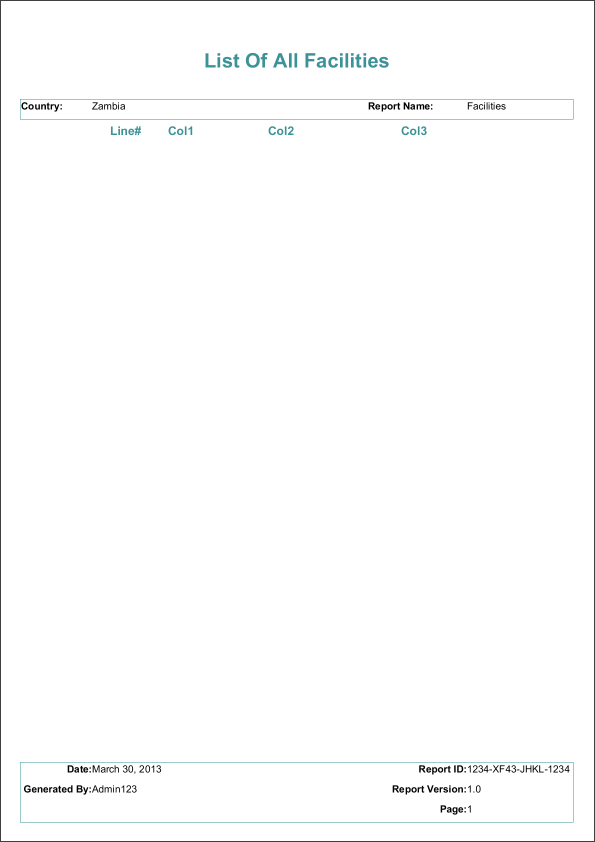 List Of All Facilities
Country: Zambia Report Name: Facilities
Line# Col1 Col2 Col3
Date:March 30, 2013 Report ID:1234-XF43-JHKL-1234
Generated By:Admin123 Report Version:1.0
Page:1